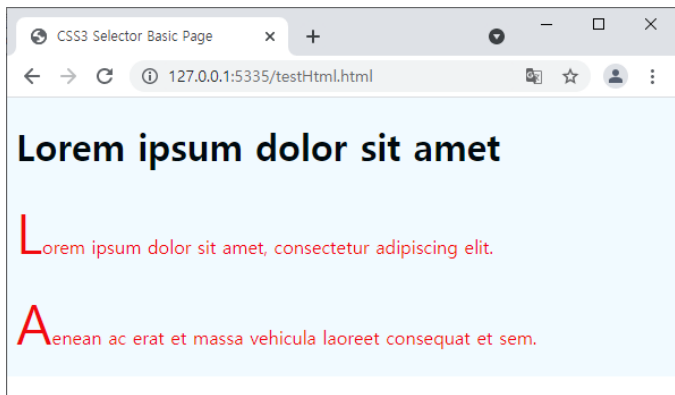 CSS3 Selector Basic Page
127.0.0.1:5335/testHtml.html
Lorem ipsum dolor sit amet
Lorem ipsum dolor sit amet, consectetur adipiscing elit.
Aenean ac erat et massa vehicula laoreet consequat et sem.